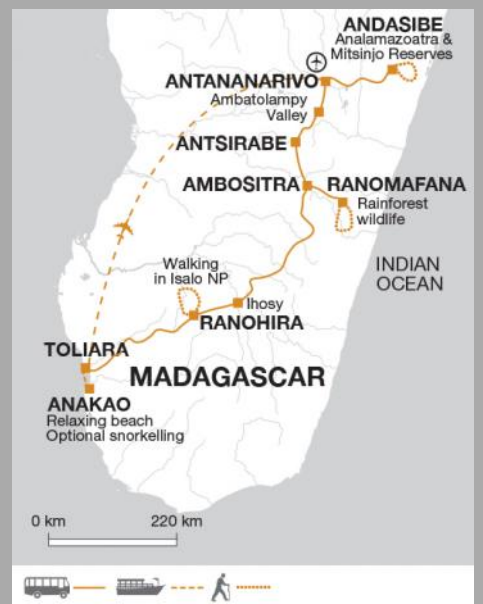 ANDASIBE
Analamazoatra &
Mitsinjo Reserves
ANTANANARIVO
Ambatolampy
Valley
ANTSIRABE
AMBOSITRA
RANOMAFANA
Rainforest
wildlife
INDIAN
OCEAN
Walking
in Isalo NP
Ihosy
RANOHIRA
TOLIARA
MADAGASCAR
ANAKAO
Relaxing beach
Optional snorkelling
0 km
220 km